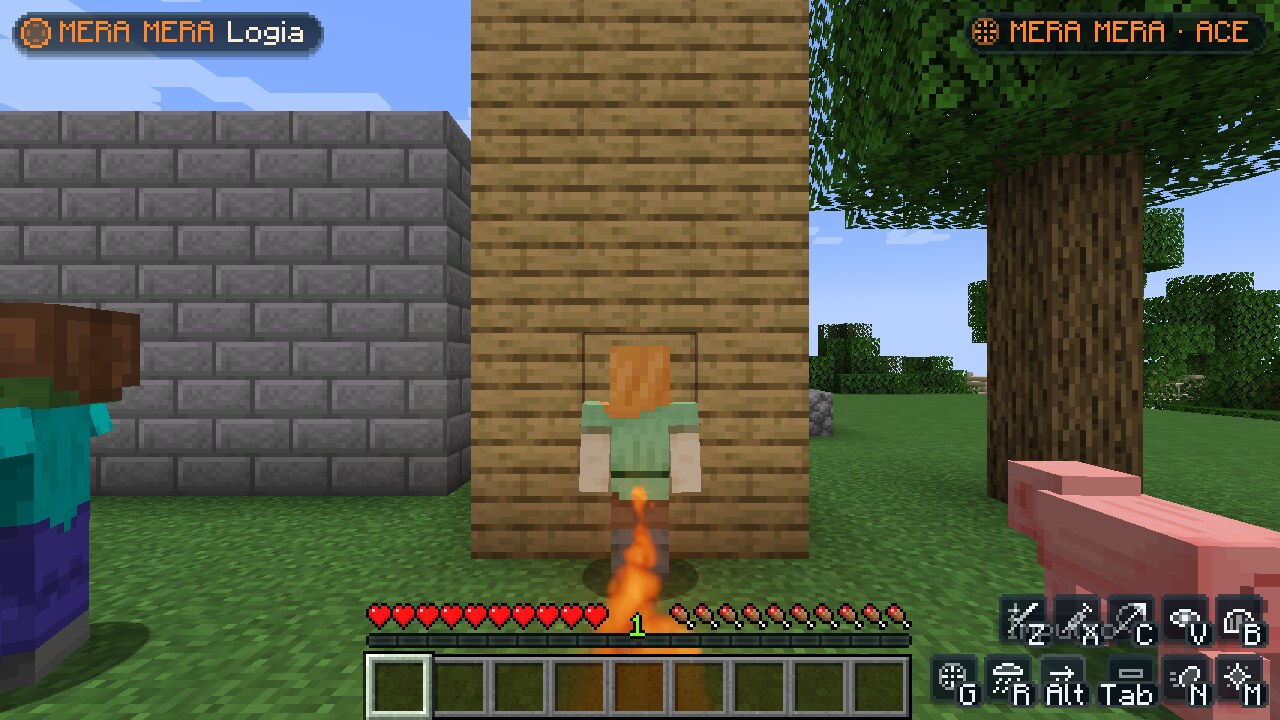 MERA MERA Logia
MERA MERA · ACE
1
Z X C V B
G R Alt Tab N M